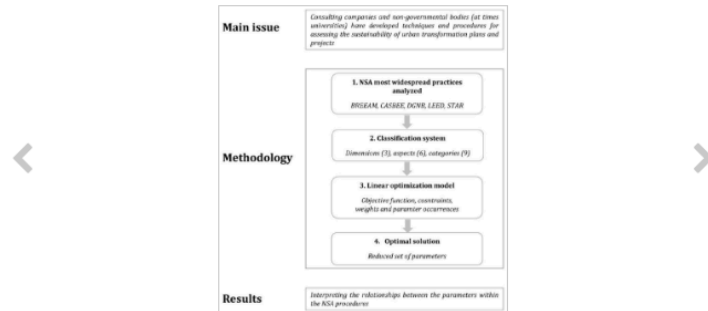 Main issue
Consulting companies and non-governmental bodies (at times
universities) have developed techniques and procedures for
assessing the sustainability of urban transformation plans and
projects
Methodology
1. NSA most widespread practices
analyzed
BREEAM, CASBEE, DGNB, LEED, STAR
2. Classification system
Dimensions (3), aspects (6), categories (9)
3. Linear optimization model
Objective function, constraints,
weights and parameter occurrences
4. Optimal solution
Reduced set of parameters
Results
Interpreting the relationships between the parameters within
the NSA procedures